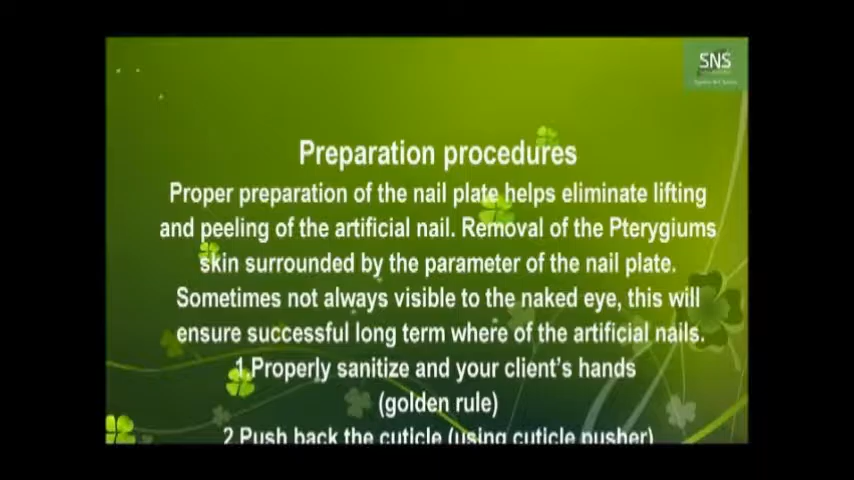 SNS
Preparation procedures
Proper preparation of the nail plate helps eliminate lifting
and peeling of the artificial nail. Removal of the Pterygiums
skin surrounded by the parameter of the nail plate.
Sometimes not always visible to the naked eye, this will
ensure successful long term where of the artificial nails.
1.Properly sanitize and your client's hands
(golden rule)
2.Push back the cuticle (using cuticle pusher)